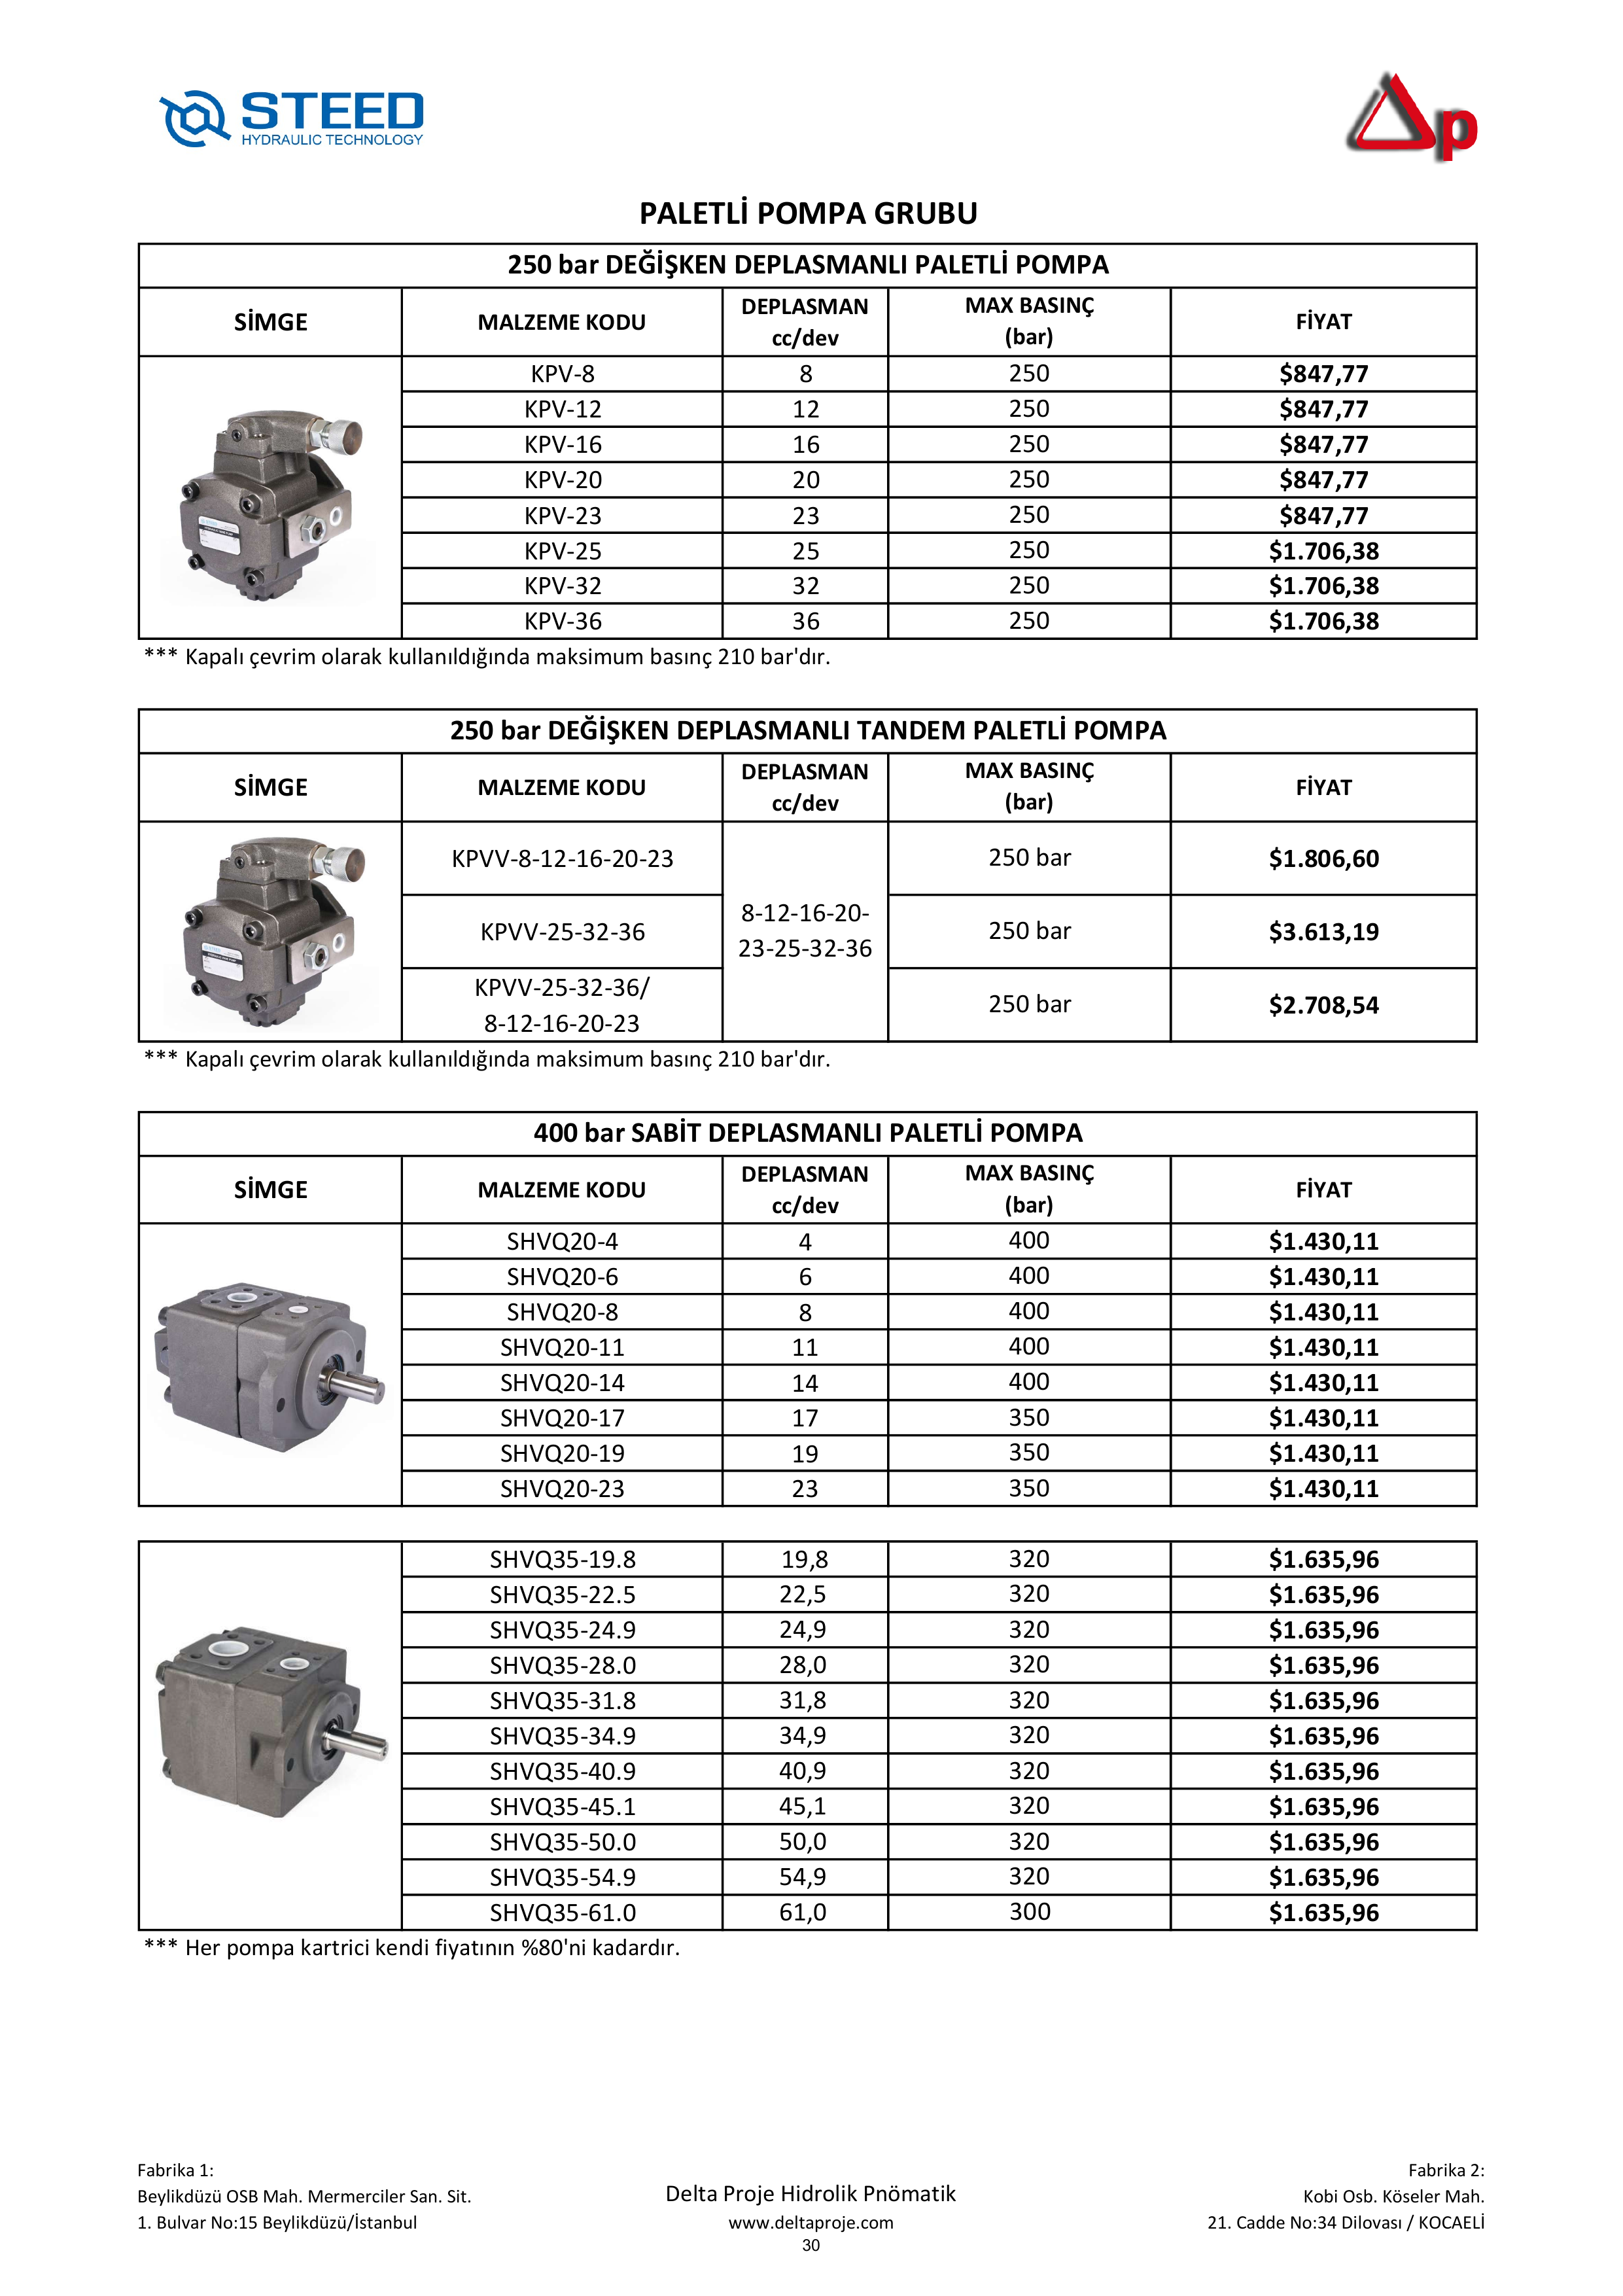 STEED
HYDRAULIC TECHNOLOGY
p
PALETLİ POMPA GRUBU
250 bar DEĞİŞKEN DEPLASMANLI PALETLİ POMPA
SİMGE MALZEME KODU DEPLASMAN cc/dev MAX BASINÇ (bar) FİYAT
KPV-8 8 250 $847,77
KPV-12 12 250 $847,77
KPV-16 16 250 $847,77
KPV-20 20 250 $847,77
KPV-23 23 250 $847,77
KPV-25 25 250 $1.706,38
KPV-32 32 250 $1.706,38
KPV-36 36 250 $1.706,38
*** Kapalı çevrim olarak kullanıldığında maksimum basınç 210 bar'dır.
250 bar DEĞİŞKEN DEPLASMANLI TANDEM PALETLİ POMPA
SİMGE MALZEME KODU DEPLASMAN cc/dev MAX BASINÇ (bar) FİYAT
KPVV-8-12-16-20-23 250 bar $1.806,60
8-12-16-20-
23-25-32-36
KPVV-25-32-36 250 bar $3.613,19
KPVV-25-32-36/
8-12-16-20-23 250 bar $2.708,54
*** Kapalı çevrim olarak kullanıldığında maksimum basınç 210 bar'dır.
400 bar SABİT DEPLASMANLI PALETLİ POMPA
SİMGE MALZEME KODU DEPLASMAN cc/dev MAX BASINÇ (bar) FİYAT
SHVQ20-4 4 400 $1.430,11
SHVQ20-6 6 400 $1.430,11
SHVQ20-8 8 400 $1.430,11
SHVQ20-11 11 400 $1.430,11
SHVQ20-14 14 400 $1.430,11
SHVQ20-17 17 350 $1.430,11
SHVQ20-19 19 350 $1.430,11
SHVQ20-23 23 350 $1.430,11
SHVQ35-19.8 19,8 320 $1.635,96
SHVQ35-22.5 22,5 320 $1.635,96
SHVQ35-24.9 24,9 320 $1.635,96
SHVQ35-28.0 28,0 320 $1.635,96
SHVQ35-31.8 31,8 320 $1.635,96
SHVQ35-34.9 34,9 320 $1.635,96
SHVQ35-40.9 40,9 320 $1.635,96
SHVQ35-45.1 45,1 320 $1.635,96
SHVQ35-50.0 50,0 320 $1.635,96
SHVQ35-54.9 54,9 320 $1.635,96
SHVQ35-61.0 61,0 300 $1.635,96
*** Her pompa kartrici kendi fiyatının %80'ni kadardır.
Fabrika 1:
Beylikdüzü OSB Mah. Mermerciler San. Sit.
1. Bulvar No:15 Beylikdüzü/İstanbul
Delta Proje Hidrolik Pnömatik
www.deltaproje.com
30
Fabrika 2:
Kobi Osb. Köseler Mah.
21. Cadde No:34 Dilovası / KOCAELİ